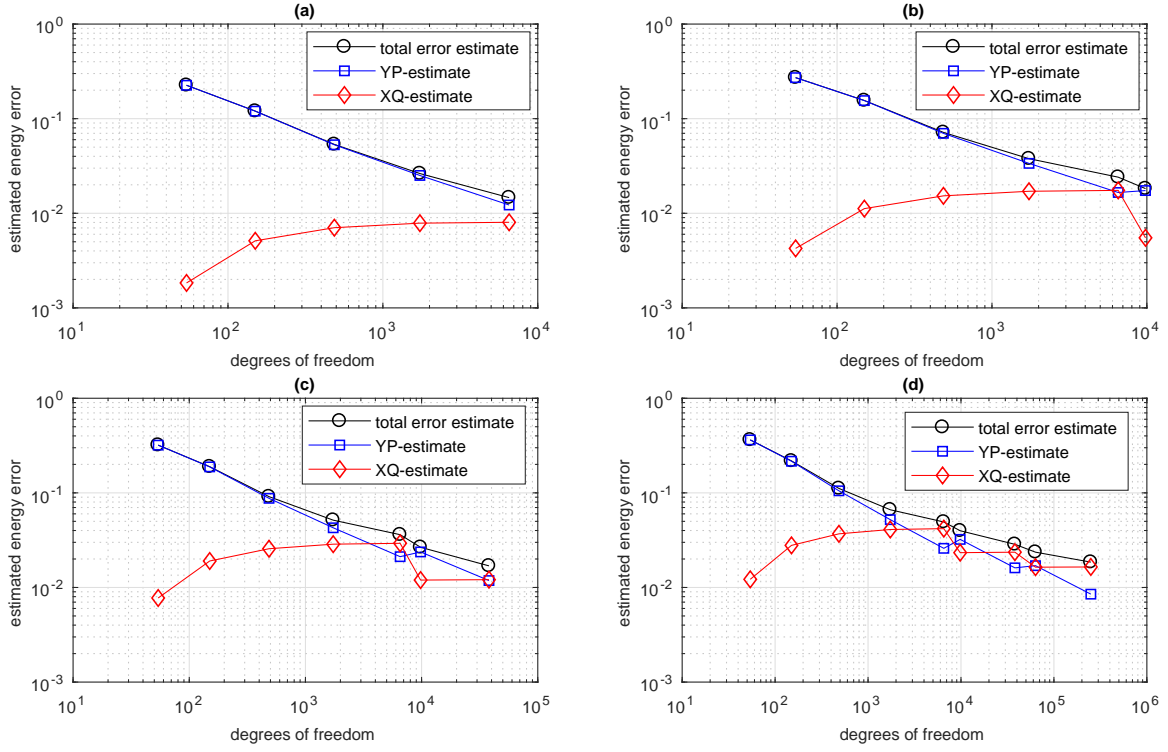 (a)
total error estimate
YP-estimate
XQ-estimate
estimated energy error
10^0
10^-1
10^-2
10^-3
10^1
10^2
10^3
10^4
degrees of freedom
(b)
total error estimate
YP-estimate
XQ-estimate
estimated energy error
10^0
10^-1
10^-2
10^-3
10^1
10^2
10^3
10^4
degrees of freedom
(c)
total error estimate
YP-estimate
XQ-estimate
estimated energy error
10^0
10^-1
10^-2
10^-3
10^1
10^2
10^3
10^4
10^5
degrees of freedom
(d)
total error estimate
YP-estimate
XQ-estimate
estimated energy error
10^0
10^-1
10^-2
10^-3
10^1
10^2
10^3
10^4
10^5
10^6
degrees of freedom